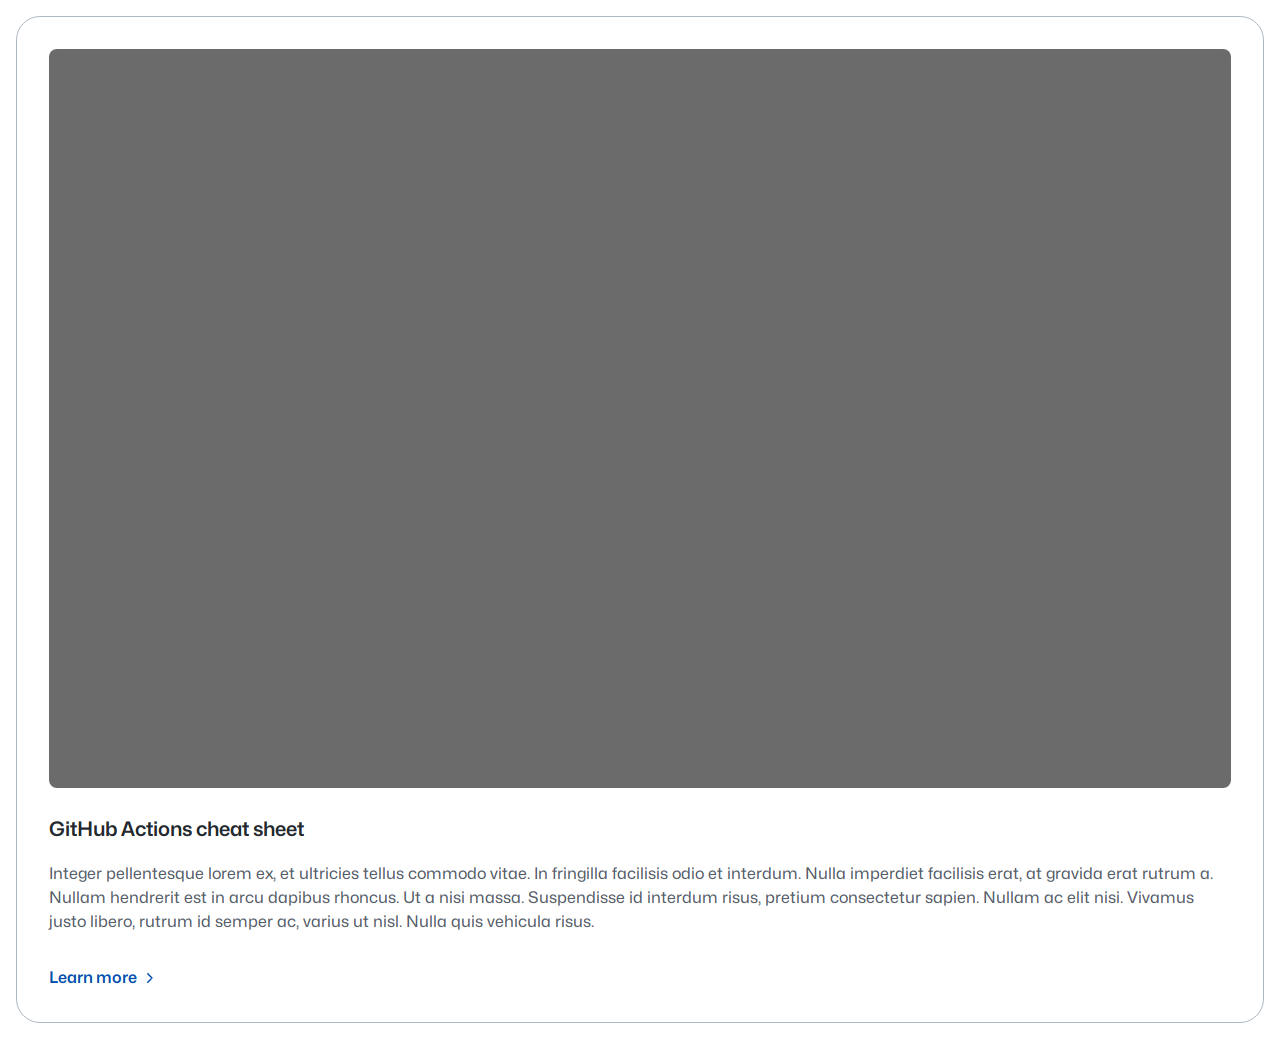 GitHub Actions cheat sheet
Integer pellentesque lorem ex, et ultricies tellus commodo vitae. In fringilla facilisis odio et interdum. Nulla imperdiet facilisis erat, at gravida erat rutrum a.
Nullam hendrerit est in arcu dapibus rhoncus. Ut a nisi massa. Suspendisse id interdum risus, pretium consectetur sapien. Nullam ac elit nisi. Vivamus
justo libero, rutrum id semper ac, varius ut nisl. Nulla quis vehicula risus.
Learn more